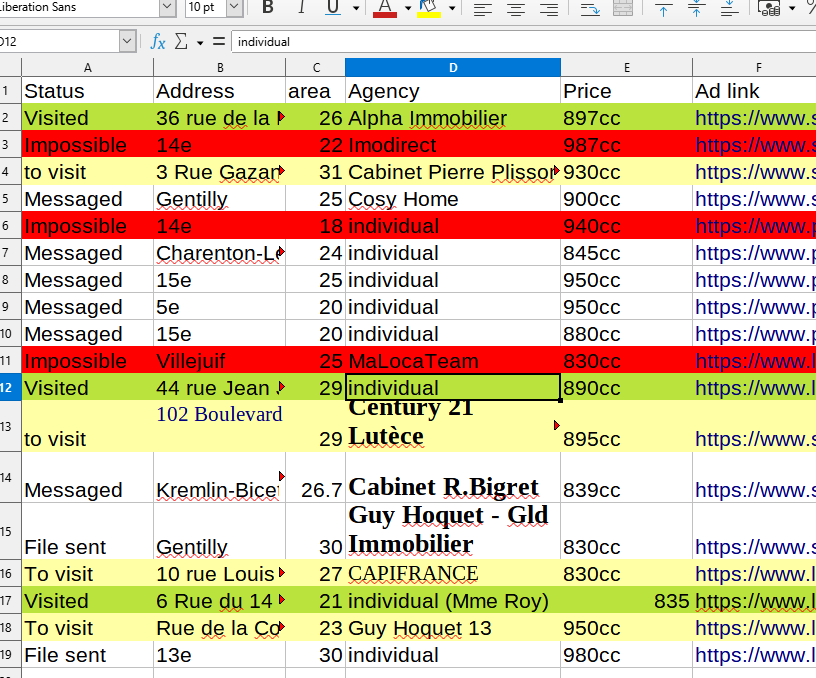 Liberation Sans 10 pt B I U A
D12 fx Σ = individual
A B C D E F
1 Status Address area Agency Price Ad link
2 Visited 36 rue de la 26 Alpha Immobilier 897cc https://www.s
3 Impossible 14e 22 Imodirect 987cc https://www.s
4 to visit 3 Rue Gazan 31 Cabinet Pierre Plisson 930cc https://www.s
5 Messaged Gentilly 25 Cosy Home 900cc https://www.s
6 Impossible 14e 18 individual 940cc https://www.p
7 Messaged Charenton-Le 24 individual 845cc https://www.p
8 Messaged 15e 25 individual 950cc https://www.p
9 Messaged 5e 20 individual 950cc https://www.p
10 Messaged 15e 20 individual 880cc https://www.p
11 Impossible Villejuif 25 MaLocaTeam 830cc https://www.l
12 Visited 44 rue Jean 29 individual 890cc https://www.l
102 Boulevard Century 21
13 to visit 29 Lutèce 895cc https://www.s
14 Messaged Kremlin-Bicet 26.7 Cabinet R.Bigret 839cc https://www.s
Guy Hoquet - Gld
15 File sent Gentilly 30 Immobilier 830cc https://www.s
16 To visit 10 rue Louis 27 CAPIFRANCE 830cc https://www.l
17 Visited 6 Rue du 14 21 individual (Mme Roy) 835 https://www.l
18 To visit Rue de la Co 23 Guy Hoquet 13 950cc https://www.l
19 File sent 13e 30 individual 980cc https://www.l